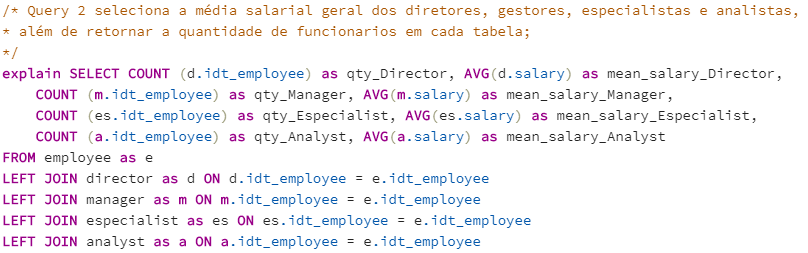 /* Query 2 seleciona a média salarial geral dos diretores, gestores, especialistas e analistas,
* além de retornar a quantidade de funcionarios em cada tabela;
*/
explain SELECT COUNT (d.idt_employee) as qty_Director, AVG(d.salary) as mean_salary_Director,
COUNT (m.idt_employee) as qty_Manager, AVG(m.salary) as mean_salary_Manager,
COUNT (es.idt_employee) as qty_Especialist, AVG(es.salary) as mean_salary_Especialist,
COUNT (a.idt_employee) as qty_Analyst, AVG(a.salary) as mean_salary_Analyst
FROM employee as e
LEFT JOIN director as d ON d.idt_employee = e.idt_employee
LEFT JOIN manager as m ON m.idt_employee = e.idt_employee
LEFT JOIN especialist as es ON es.idt_employee = e.idt_employee
LEFT JOIN analyst as a ON a.idt_employee = e.idt_employee